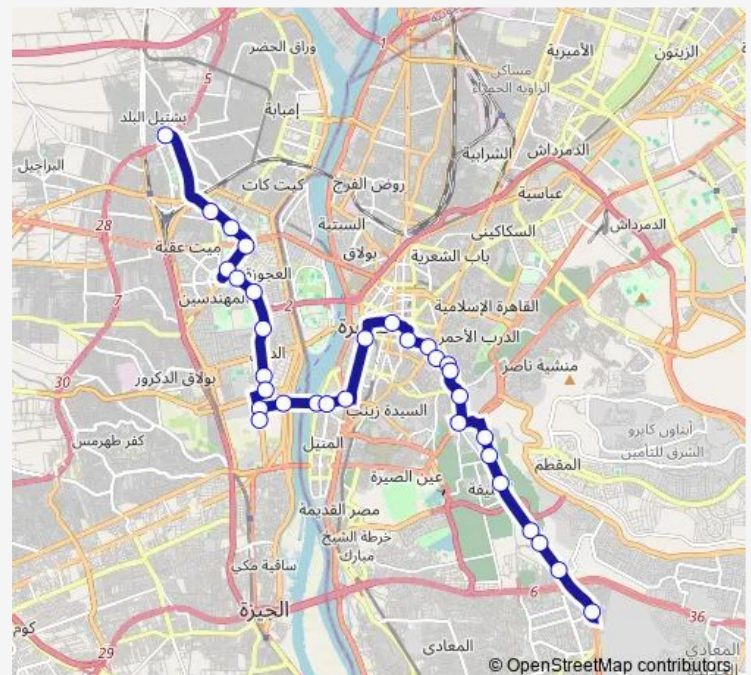 وراق الحضر
1
الأميرية
الزيتون
مساكن
الزاوية الحمراء
5
إمبابة
بشتيل البلد
الدمرداش
الشرابية
البراجيل
كيت كات
روض الفرج
عباسية
28
السبتية
السكاكيني
الدمرداش
ميت عقبة
بولاق
باب الشعرية
العجوزة
المهندسين
2
القاهرة الإسلامية
7
الدرب الأحمر
منشية ناصر
30
بولاق الدكرور
السيدة زينب
أبتاون كايرو
الشرق للتأمين
كفر طهرمس
المنيل
المقطم
عين الصيرة
مصر القديمة
خرطة الشيخ
مبارك
ساقية مكي
6
الجيزة
36
كوم
29
المعادي
المعادي
© OpenStreetMap contributors